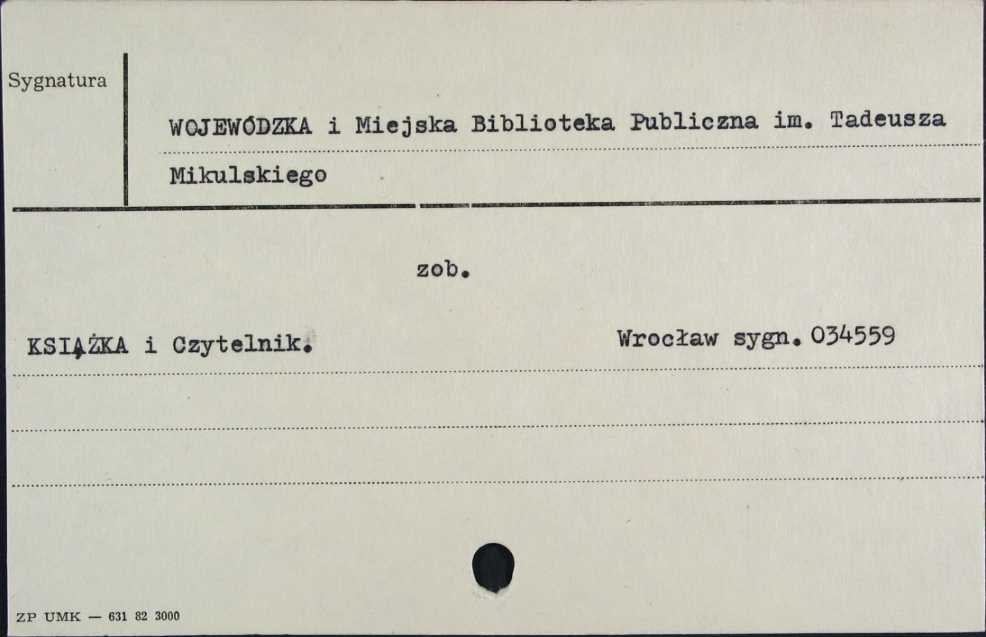 Sygnatura
WOJEWÓDZKA i Miejska Biblioteka Publiczna im. Tadeusza
Mikulskiego
zob.
KSIĄŻKA i Czytelnik. Wrocław sygn. 034559
ZP UMK — 631 82 3000